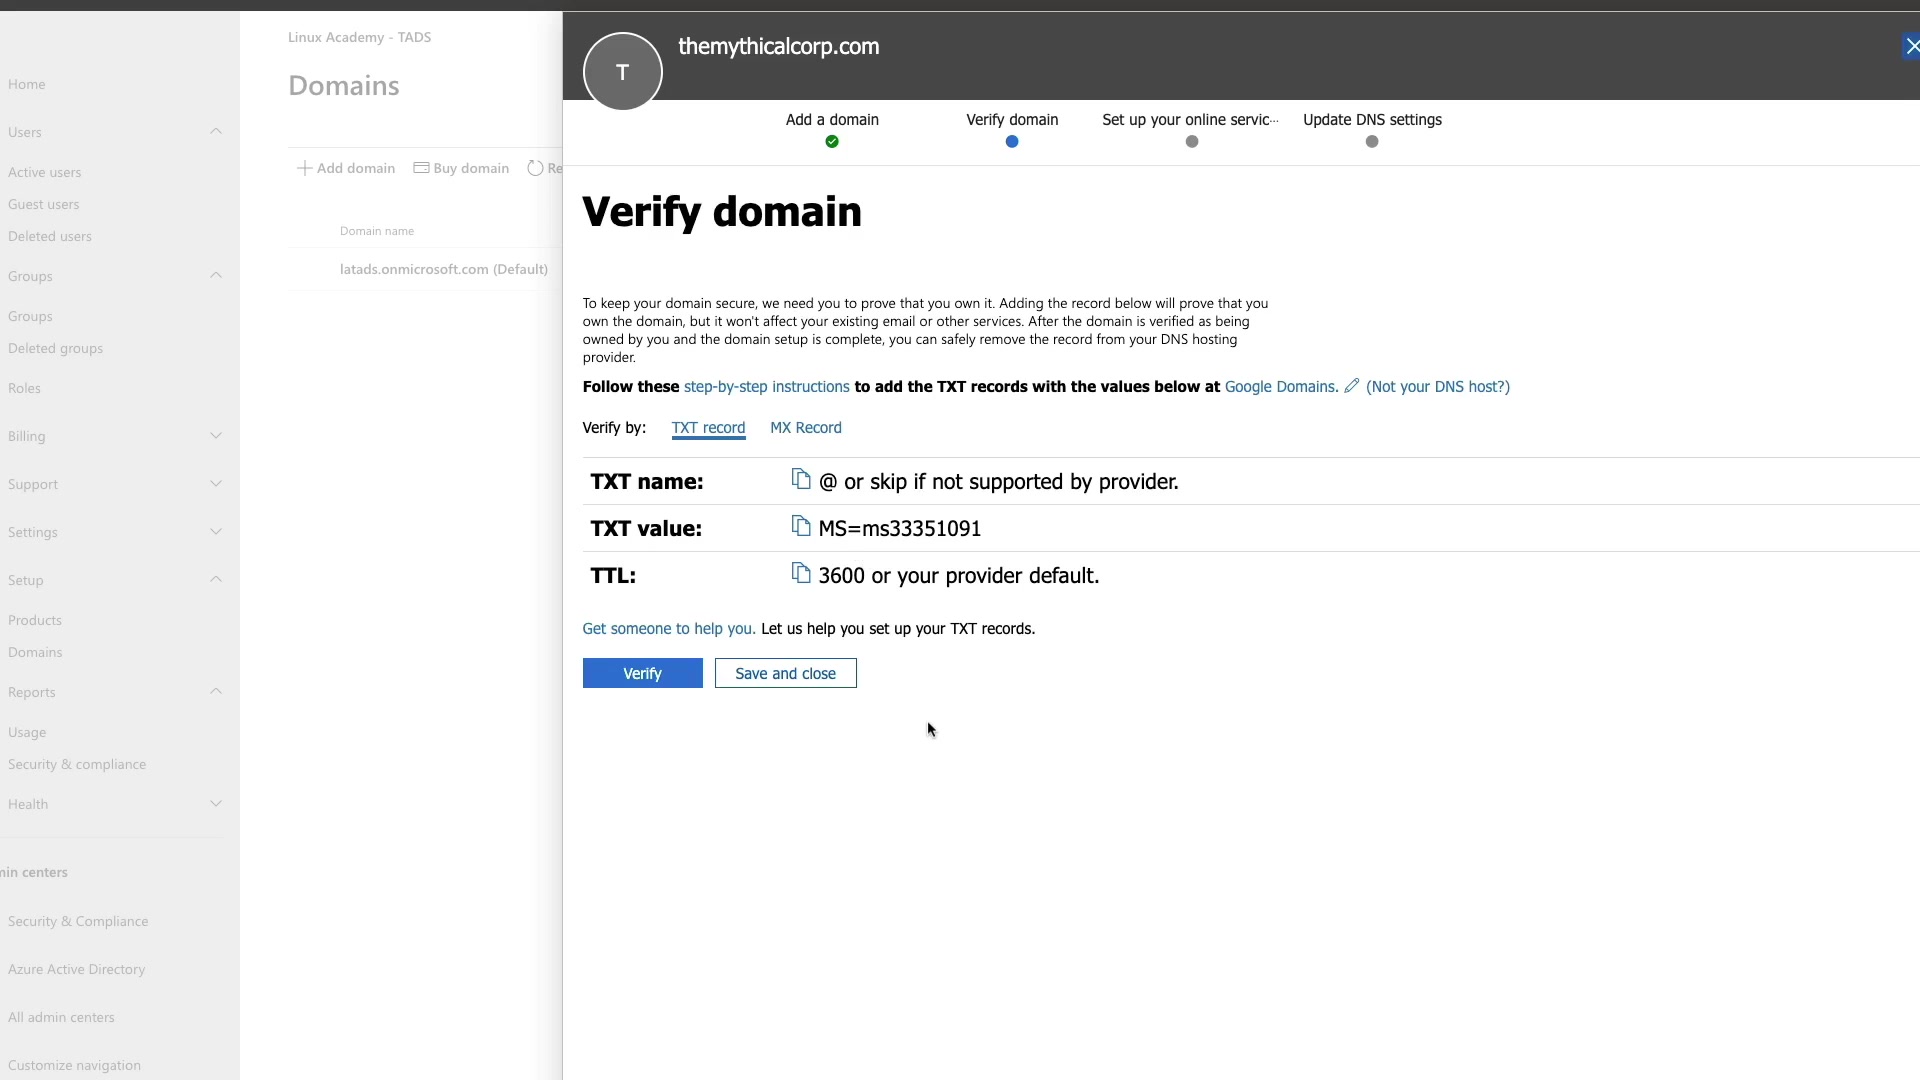 Home
Users
Active users
Guest users
Deleted users
Groups
Groups
Deleted groups
Roles
Billing
Support
Settings
Setup
Products
Domains
Reports
Usage
Security & compliance
Health
min centers
Security & Compliance
Azure Active Directory
All admin centers
Customize navigation
Linux Academy - TADS
Domains
Add domain Buy domain Re
Domain name
latads.onmicrosoft.com (Default)
T
themythicalcorp.com
Add a domain Verify domain Set up your online servic... Update DNS settings
Verify domain
To keep your domain secure, we need you to prove that you own it. Adding the record below will prove that you
own the domain, but it won't affect your existing email or other services. After the domain is verified as being
owned by you and the domain setup is complete, you can safely remove the record from your DNS hosting
provider.
Follow these step-by-step instructions to add the TXT records with the values below at Google Domains. (Not your DNS host?)
Verify by: TXT record MX Record
TXT name: @ or skip if not supported by provider.
TXT value: MS=ms33351091
TTL: 3600 or your provider default.
Get someone to help you. Let us help you set up your TXT records.
Verify Save and close